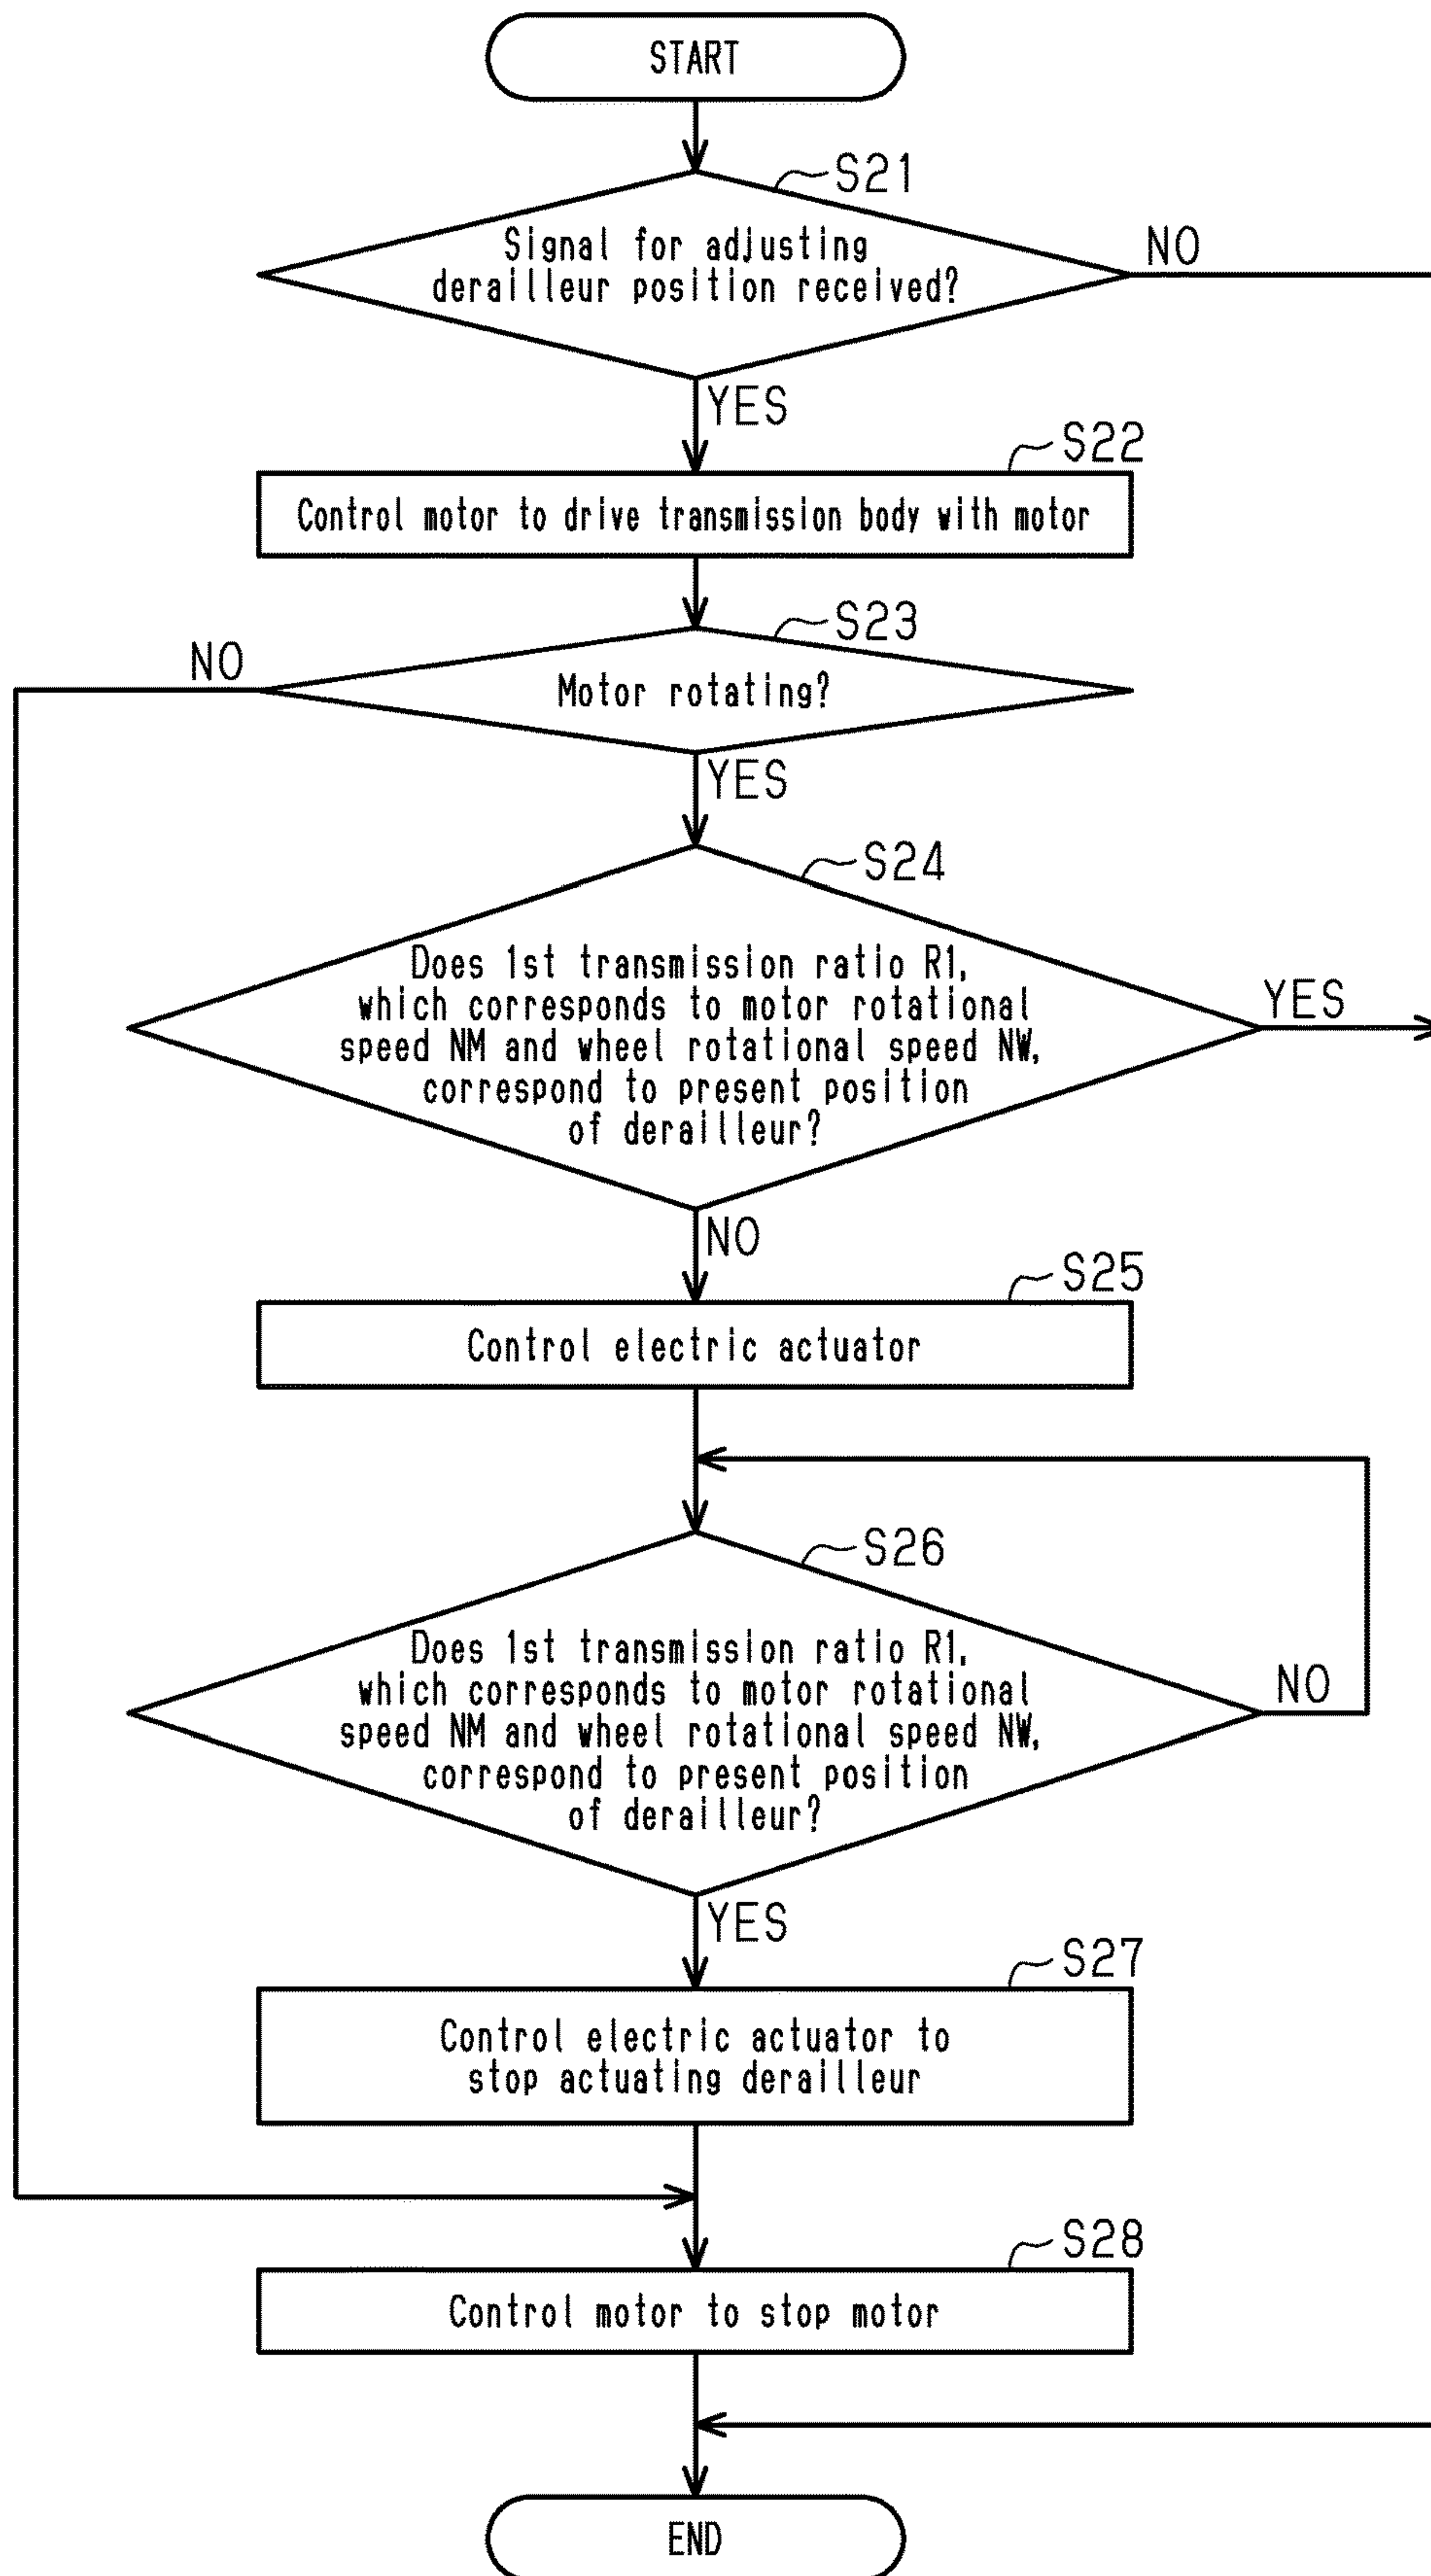 START
S21
Signal for adjusting
derailleur position received?
NO
YES
S22
Control motor to drive transmission body with motor
S23
NO
Motor rotating?
YES
S24
Does 1st transmission ratio R1,
which corresponds to motor rotational
speed NM and wheel rotational speed NW,
correspond to present position
of derailleur?
YES
NO
S25
Control electric actuator
S26
Does 1st transmission ratio R1,
which corresponds to motor rotational
speed NM and wheel rotational speed NW,
correspond to present position
of derailleur?
NO
YES
S27
Control electric actuator to
stop actuating derailleur
S28
Control motor to stop motor
END